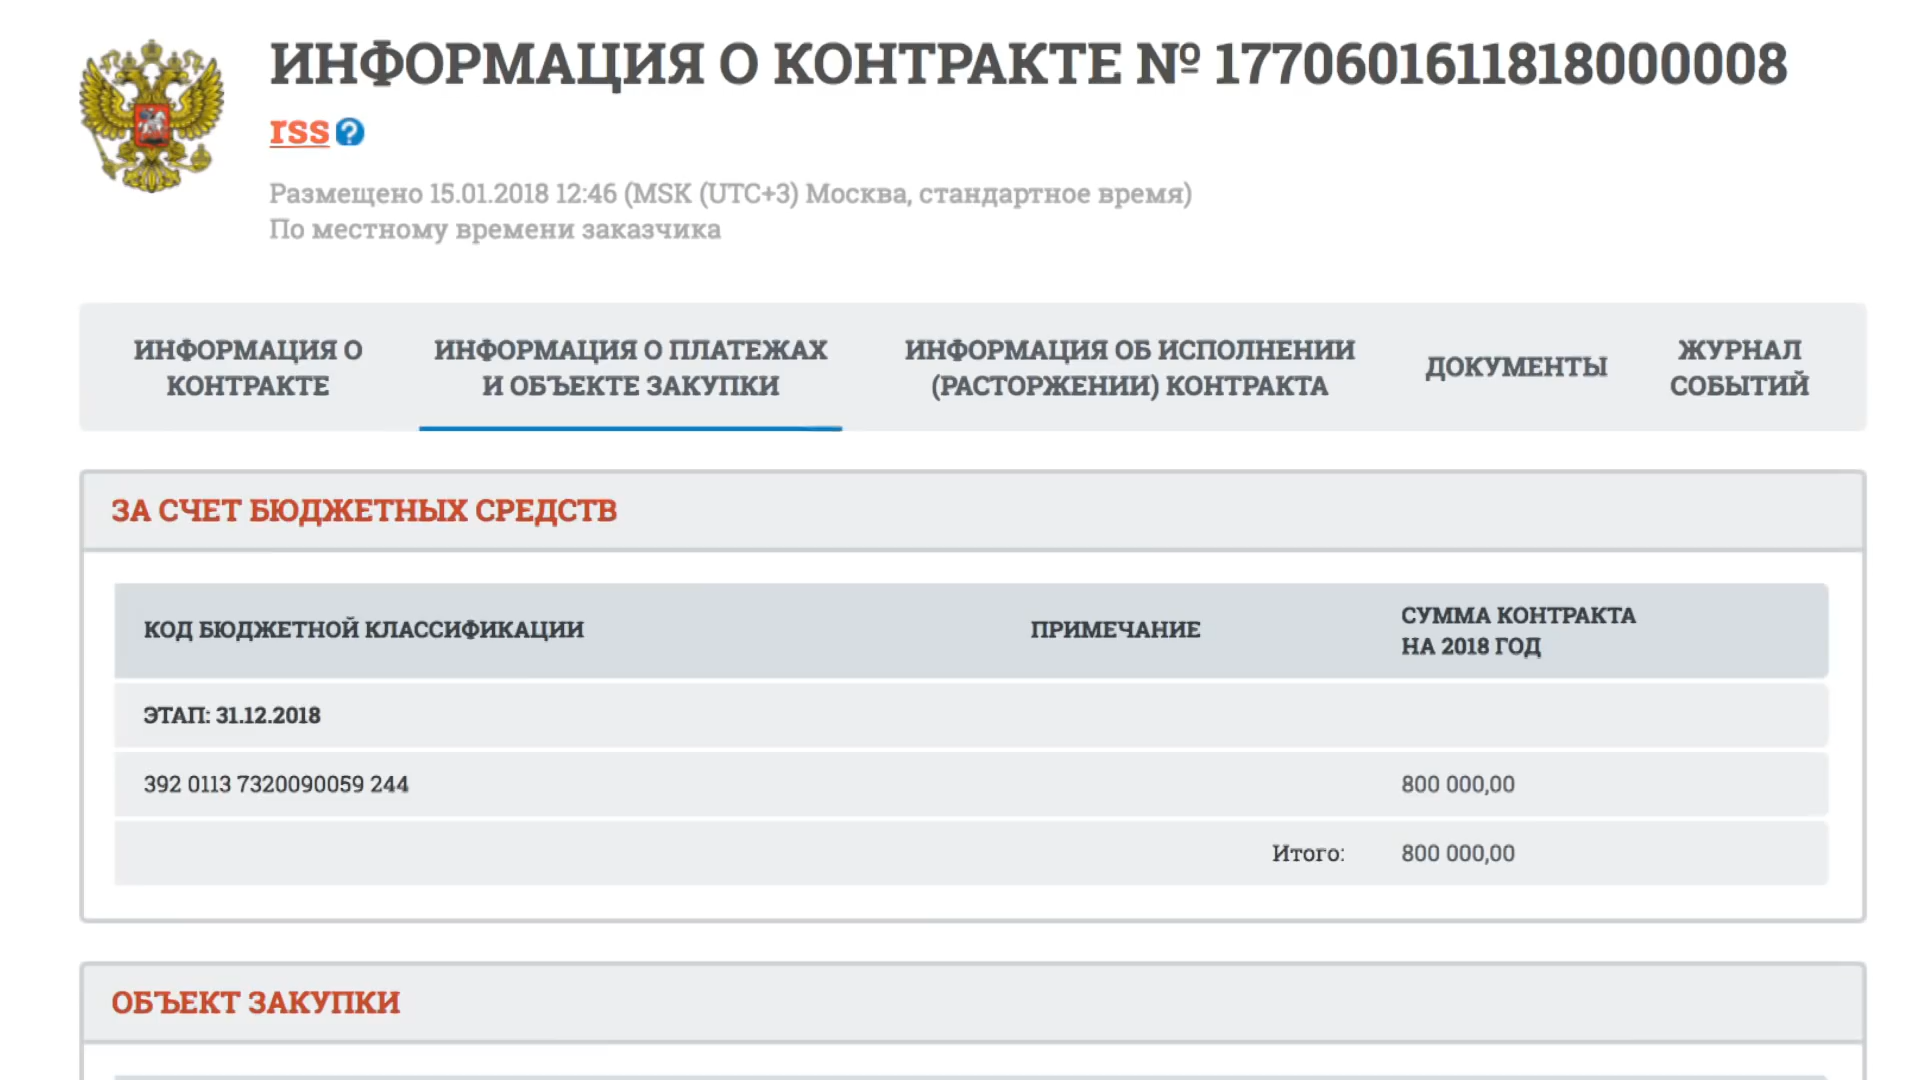 ИНФОРМАЦИЯ О КОНТРАКТЕ № 1770601611818000008
rss ?
Размещено 15.01.2018 12:46 (MSK (UTC+3) Москва, стандартное время)
По местному времени заказчика
ИНФОРМАЦИЯ О
КОНТРАКТЕ
ИНФОРМАЦИЯ О ПЛАТЕЖАХ
И ОБЪЕКТЕ ЗАКУПКИ
ИНФОРМАЦИЯ ОБ ИСПОЛНЕНИИ
(РАСТОРЖЕНИИ) КОНТРАКТА
ДОКУМЕНТЫ
ЖУРНАЛ
СОБЫТИЙ
ЗА СЧЕТ БЮДЖЕТНЫХ СРЕДСТВ
КОД БЮДЖЕТНОЙ КЛАССИФИКАЦИИ
ПРИМЕЧАНИЕ
СУММА КОНТРАКТА
НА 2018 ГОД
ЭТАП: 31.12.2018
392 0113 7320090059 244 800 000,00
Итого: 800 000,00
ОБЪЕКТ ЗАКУПКИ